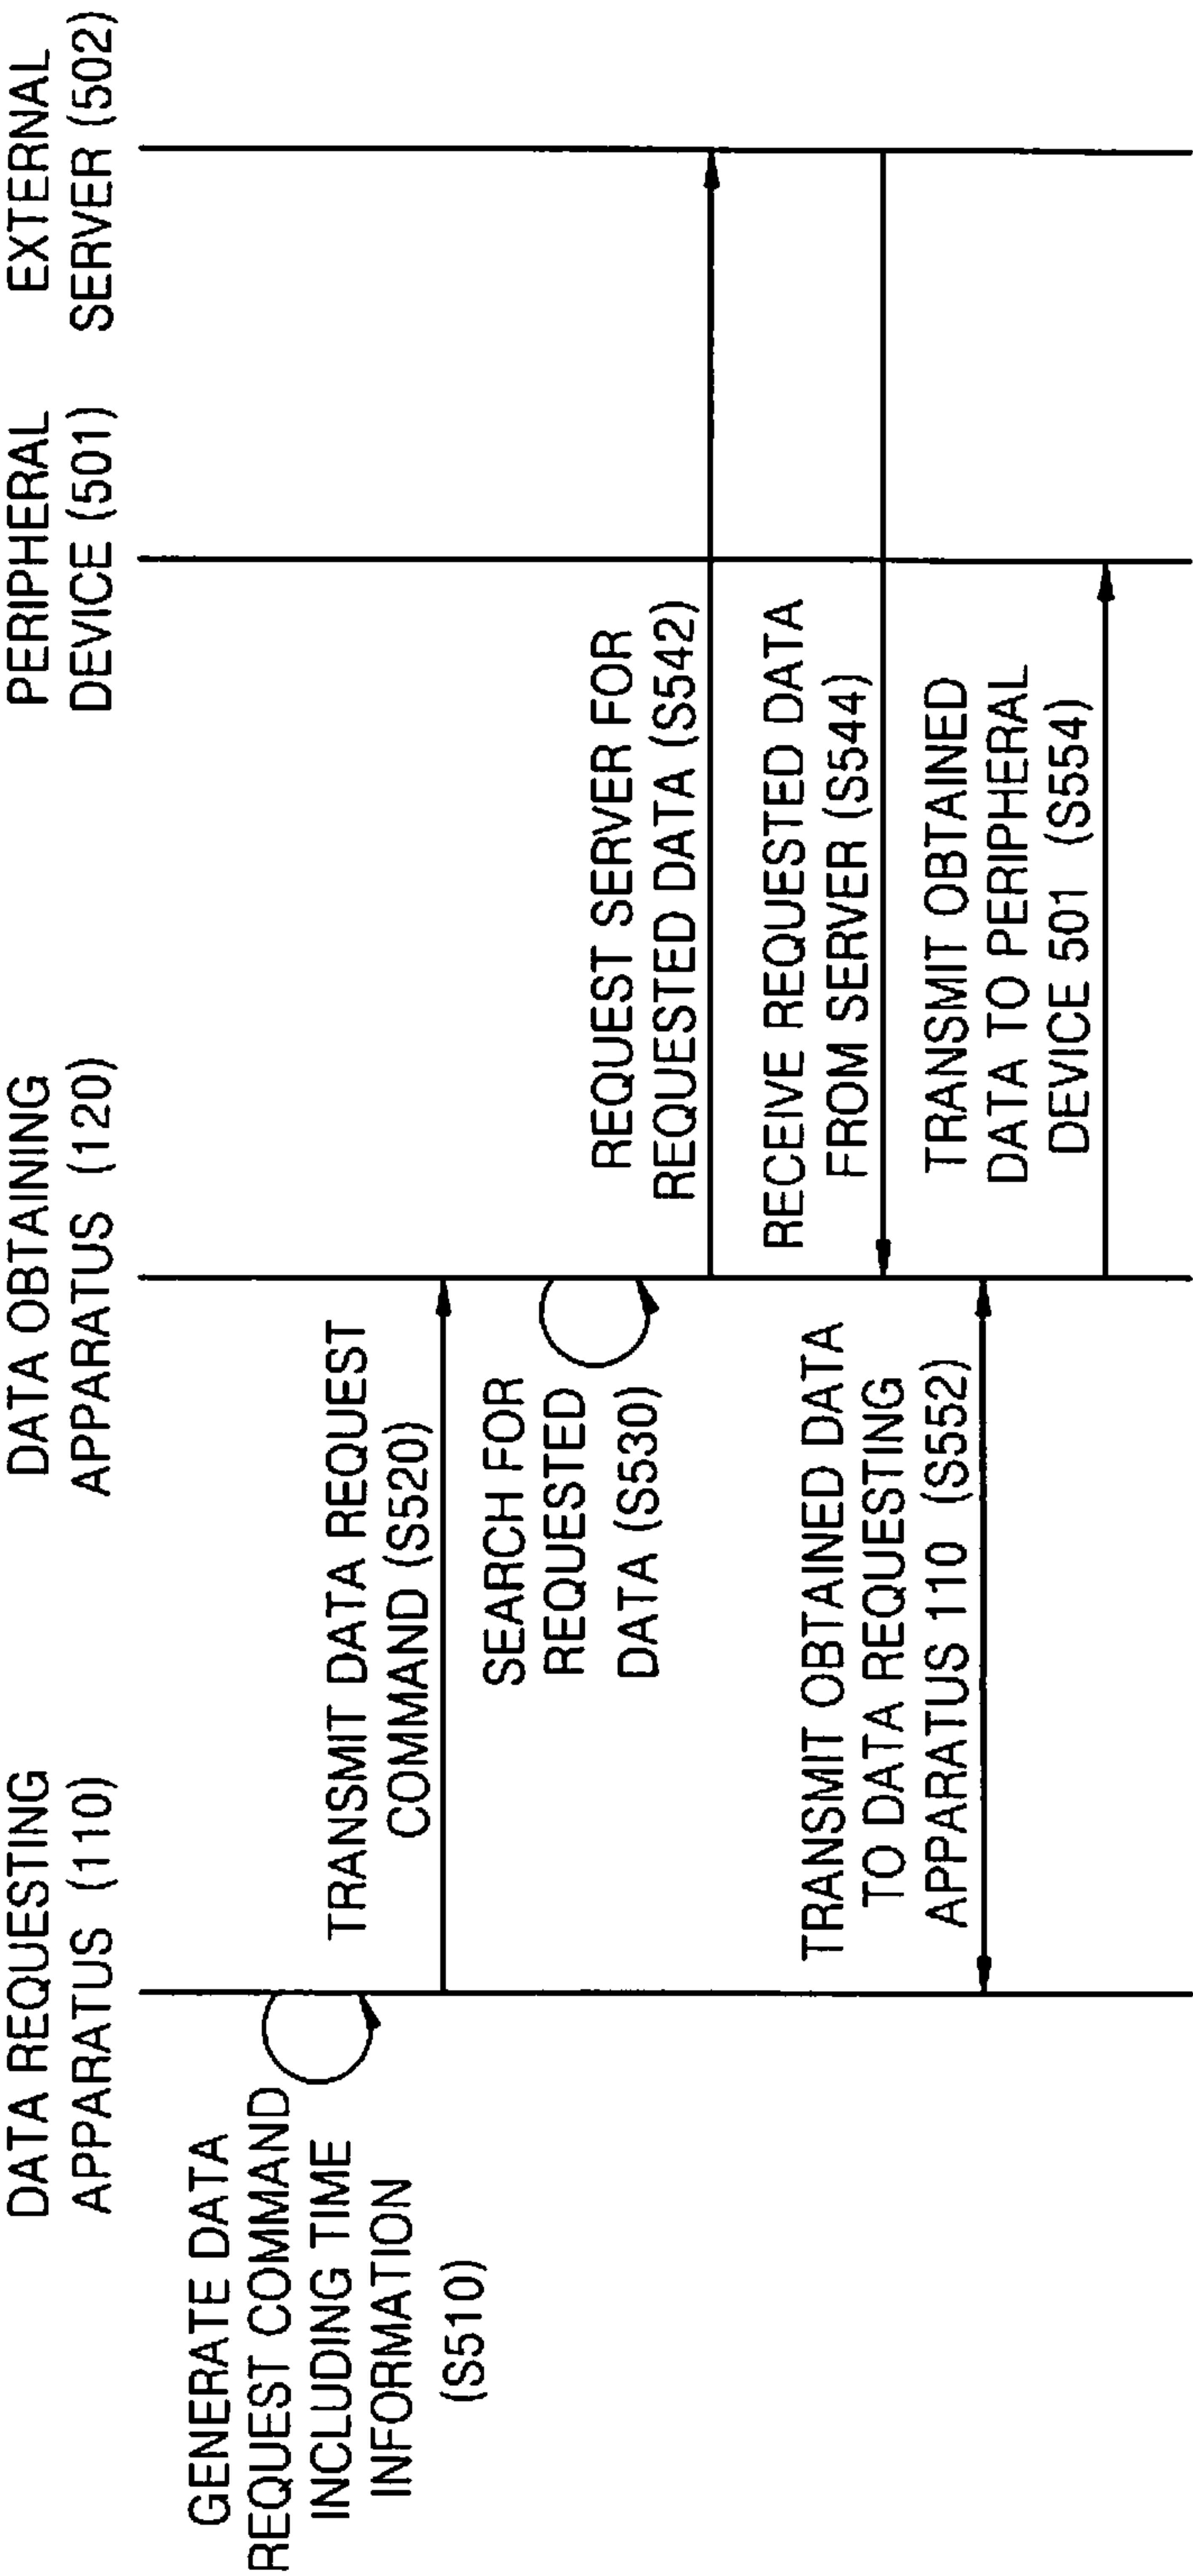 DATA REQUESTING
APPARATUS (110)
DATA OBTAINING
APPARATUS (120)
PERIPHERAL
DEVICE (501)
EXTERNAL
SERVER (502)
GENERATE DATA
REQUEST COMMAND
INCLUDING TIME
INFORMATION
(S510)
TRANSMIT DATA REQUEST
COMMAND (S520)
SEARCH FOR
REQUESTED
DATA (S530)
REQUEST SERVER FOR
REQUESTED DATA (S542)
RECEIVE REQUESTED DATA
FROM SERVER (S544)
TRANSMIT OBTAINED DATA
TO DATA REQUESTING
APPARATUS 110 (S552)
TRANSMIT OBTAINED
DATA TO PERIPHERAL
DEVICE 501 (S554)